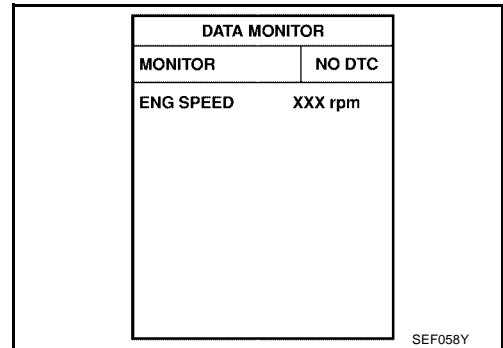 DATA MONITOR
MONITOR NO DTC
ENG SPEED XXX rpm
SEF058Y